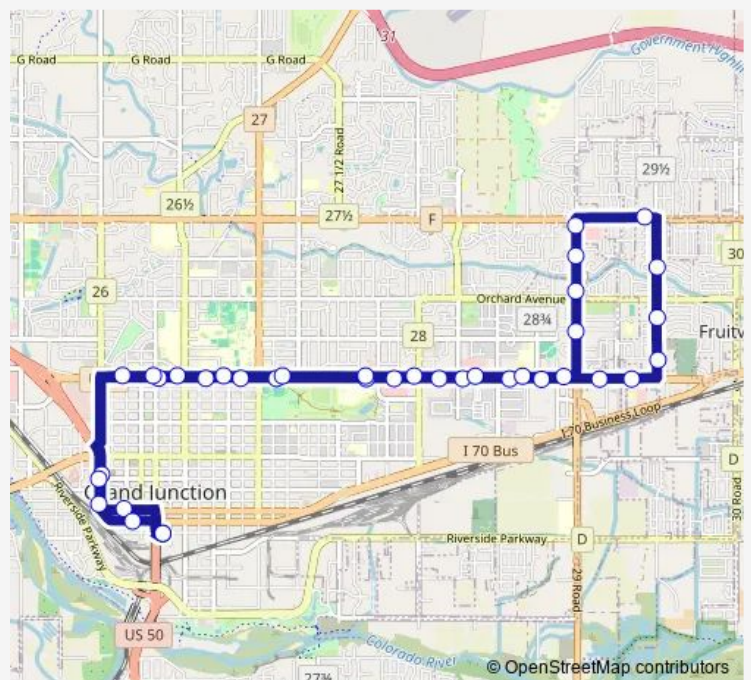 31
Government Highli
G Road
G Road
G Road
27
27 1/2 Road
29½
26½
27½
F
30
26
Orchard Avenue
28¾
28
Fruitv
I 70 Business Loop
I 70 Bus
D
Grand Junction
30 Road
Riverside Parkway
Riverside Parkway
D
29 Road
US 50
Colorado River
27¾
© OpenStreetMap contributors